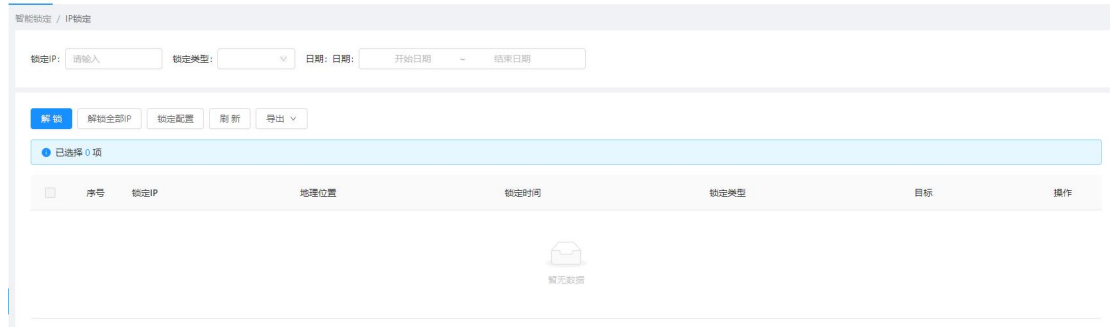 智能锁定 / IP锁定
锁定IP: 请输入 锁定类型: 日期: 日期: 开始日期 ~ 结束日期
解 锁 解锁全部IP 锁定配置 刷 新 导出
已选择 0 项
序号 锁定IP 地理位置 锁定时间 锁定类型 目标 操作
暂无数据